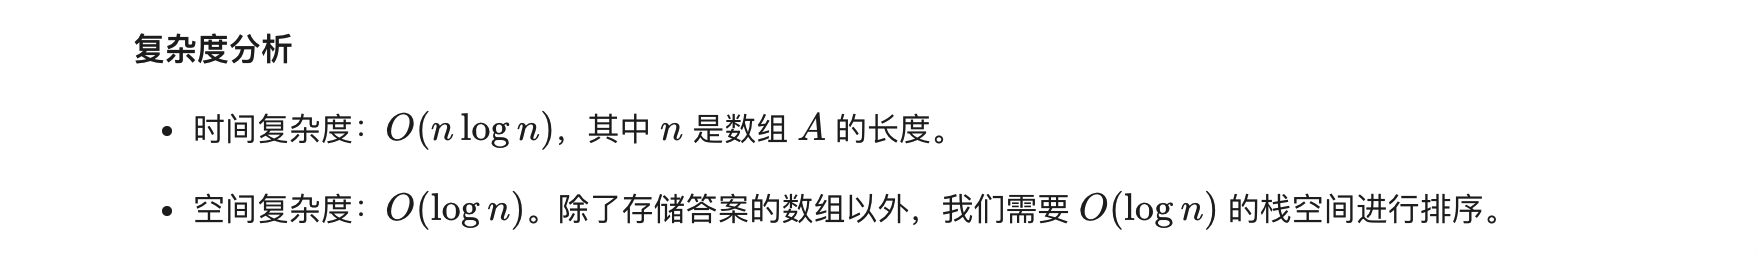 复杂度分析
• 时间复杂度：O(n log n)，其中 n 是数组 A 的长度。
• 空间复杂度：O(log n)。除了存储答案的数组以外，我们需要 O(log n) 的栈空间进行排序。